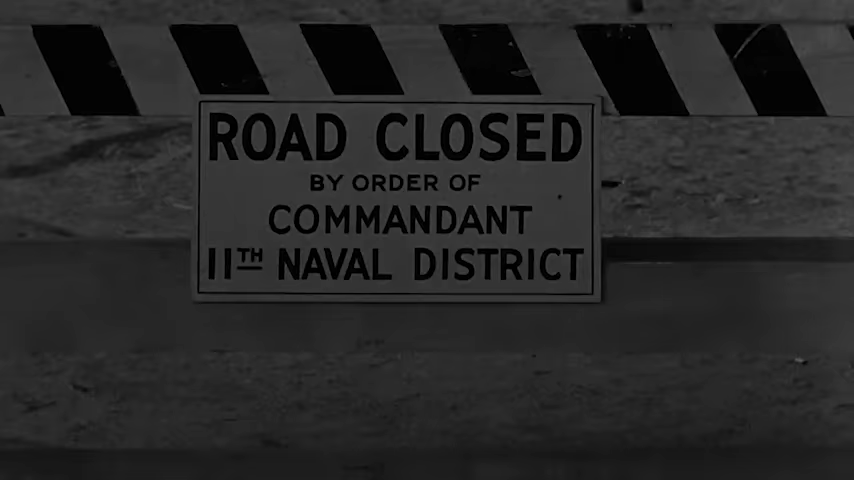 ROAD CLOSED
BY ORDER OF
COMMANDANT
11TH NAVAL DISTRICT